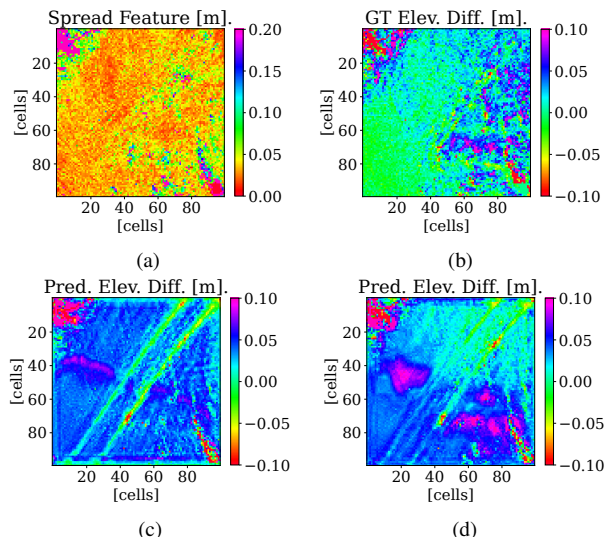 Spread Feature [m].
GT Elev. Diff. [m].
20
40
60
80
[cells]
20 40 60 80
[cells]
0.20
0.15
0.10
0.05
0.00
20
40
60
80
[cells]
20 40 60 80
[cells]
0.10
0.05
0.00
−0.05
−0.10
(a)
(b)
Pred. Elev. Diff. [m].
Pred. Elev. Diff. [m].
20
40
60
80
[cells]
20 40 60 80
[cells]
0.10
0.05
0.00
−0.05
−0.10
20
40
60
80
[cells]
20 40 60 80
[cells]
0.10
0.05
0.00
−0.05
−0.10
(c)
(d)